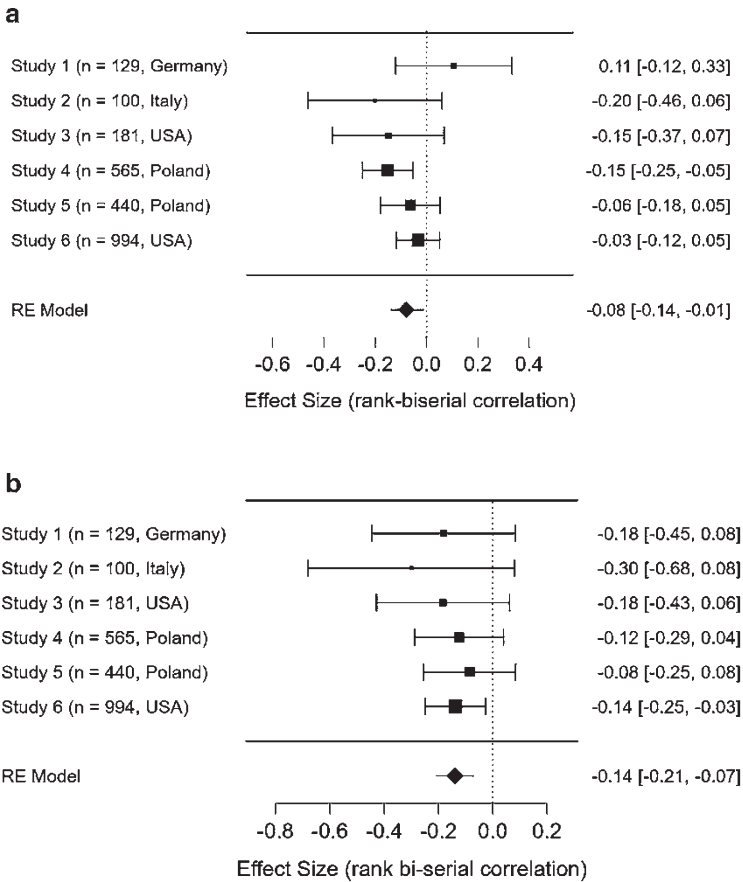 a
Study 1 (n = 129, Germany) 0.11 [-0.12, 0.33]
Study 2 (n = 100, Italy) -0.20 [-0.46, 0.06]
Study 3 (n = 181, USA) -0.15 [-0.37, 0.07]
Study 4 (n = 565, Poland) -0.15 [-0.25, -0.05]
Study 5 (n = 440, Poland) -0.06 [-0.18, 0.05]
Study 6 (n = 994, USA) -0.03 [-0.12, 0.05]
RE Model -0.08 [-0.14, -0.01]
-0.6 -0.4 -0.2 0.0 0.2 0.4
Effect Size (rank-biserial correlation)
b
Study 1 (n = 129, Germany) -0.18 [-0.45, 0.08]
Study 2 (n = 100, Italy) -0.30 [-0.68, 0.08]
Study 3 (n = 181, USA) -0.18 [-0.43, 0.06]
Study 4 (n = 565, Poland) -0.12 [-0.29, 0.04]
Study 5 (n = 440, Poland) -0.08 [-0.25, 0.08]
Study 6 (n = 994, USA) -0.14 [-0.25, -0.03]
RE Model -0.14 [-0.21, -0.07]
-0.8 -0.6 -0.4 -0.2 0.0 0.2
Effect Size (rank bi-serial correlation)